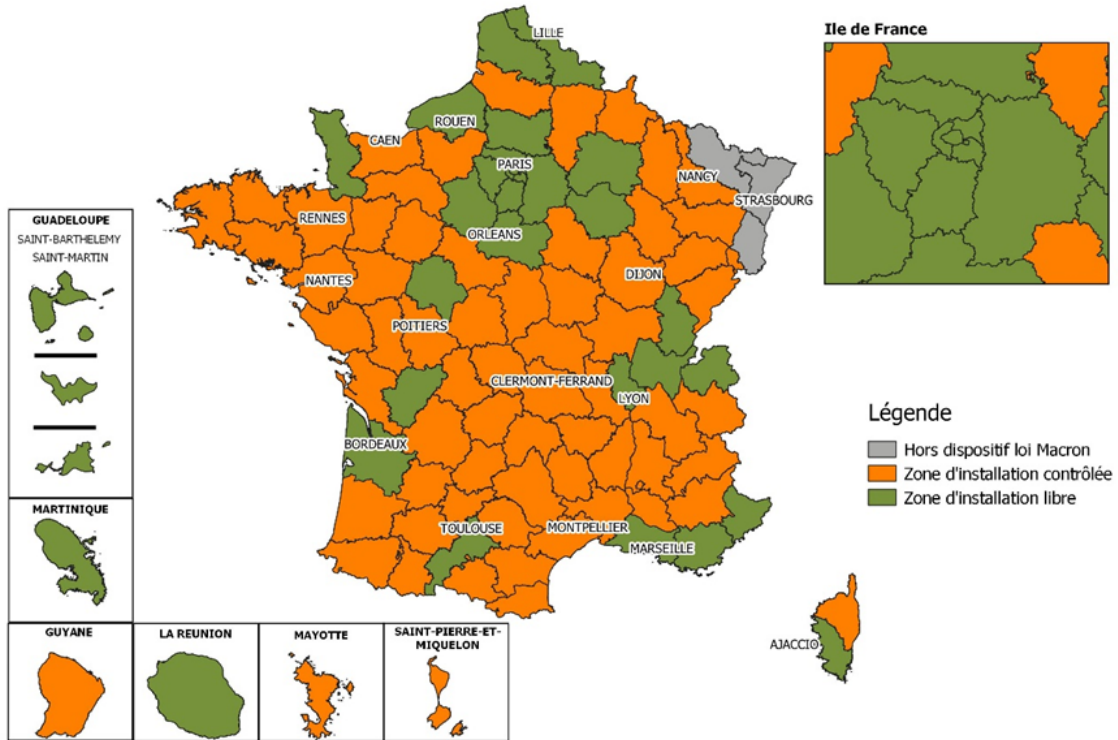 LILLE
Ile de France
ROUEN
CAEN
PARIS
NANCY
STRASBOURG
RENNES
ORLEANS
GUADELOUPE
SAINT-BARTHELEMY
SAINT-MARTIN
NANTES
DIJON
POITIERS
CLERMONT-FERRAND
LYON
Légende
Hors dispositif loi Macron
Zone d'installation contrôlée
Zone d'installation libre
BORDEAUX
MARTINIQUE
TOULOUSE
MONTPELLIER
MARSEILLE
GUYANE
LA REUNION
MAYOTTE
SAINT-PIERRE-ET-
MIQUELON
AJACCIO